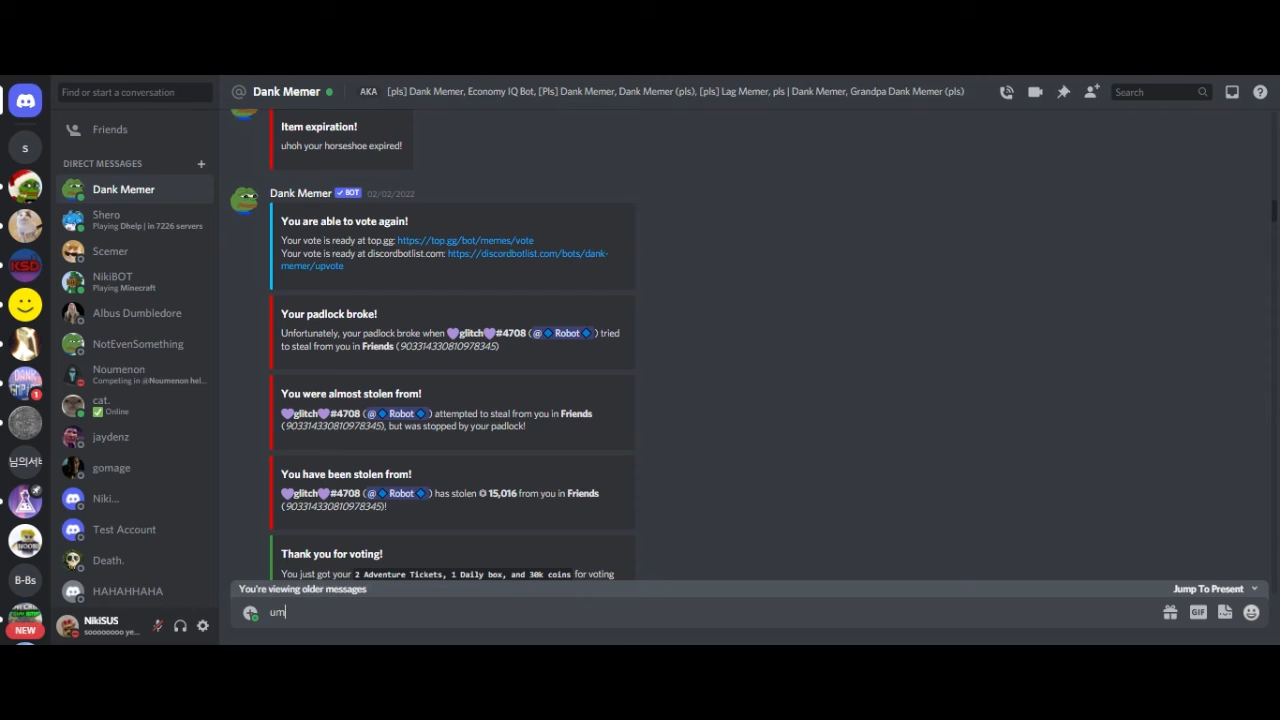 Find or start a conversation
Dank Memer
AKA
[pls] Dank Memer, Economy IQ Bot, [Pls] Dank Memer, Dank Memer (pls), [pls] Lag Memer, pls | Dank Memer, Grandpa Dank Memer (pls)
Search
S
KSD
1
님의서
NOOB
B-Bs
NEW
Friends
DIRECT MESSAGES
Dank Memer
Shero
Playing Dhelp | in 7226 servers
Scemer
NikiBOT
Playing Minecraft
Albus Dumbledore
NotEvenSomething
Noumenon
Competing in @Noumenon hel...
cat.
Online
jaydenz
gomage
Niki...
Test Account
Death.
HAHAHHAHA
NikiSUS
soooooooo ye...
Item expiration!
uhoh your horseshoe expired!
Dank Memer BOT 02/02/2022
You are able to vote again!
Your vote is ready at top.gg: https://top.gg/bot/memes/vote
Your vote is ready at discordbotlist.com: https://discordbotlist.com/bots/dank-
memer/upvote
Your padlock broke!
Unfortunately, your padlock broke when 💜glitch💜#4708 (@🔷Robot🔷) tried
to steal from you in Friends (903314330810978345)
You were almost stolen from!
💜glitch💜#4708 (@🔷Robot🔷) attempted to steal from you in Friends
(903314330810978345), but was stopped by your padlock!
You have been stolen from!
💜glitch💜#4708 (@🔷Robot🔷) has stolen ⏣ 15,016 from you in Friends
(903314330810978345)!
Thank you for voting!
You just got your 2 Adventure Tickets, 1 Daily box, and 30k coins for voting
You're viewing older messages
Jump To Present
um
GIF